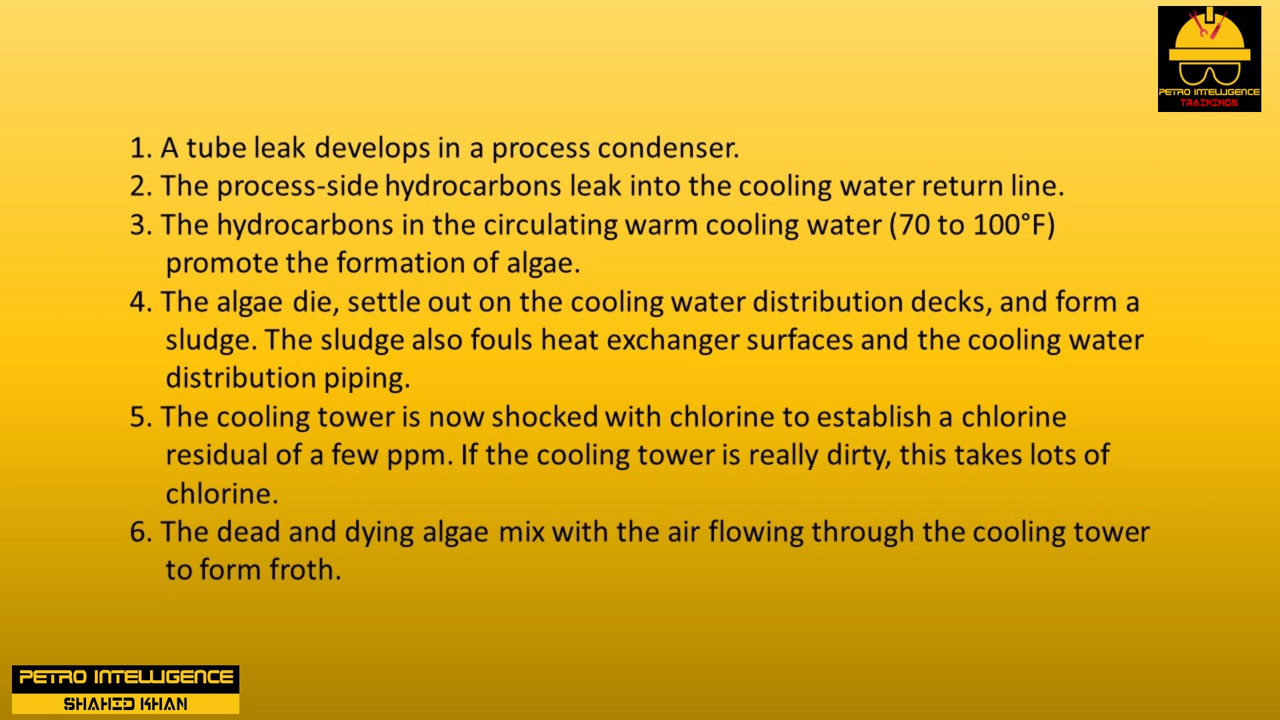 PETRO INTELLIGENCE
TRAININGS
1. A tube leak develops in a process condenser.
2. The process-side hydrocarbons leak into the cooling water return line.
3. The hydrocarbons in the circulating warm cooling water (70 to 100°F)
promote the formation of algae.
4. The algae die, settle out on the cooling water distribution decks, and form a
sludge. The sludge also fouls heat exchanger surfaces and the cooling water
distribution piping.
5. The cooling tower is now shocked with chlorine to establish a chlorine
residual of a few ppm. If the cooling tower is really dirty, this takes lots of
chlorine.
6. The dead and dying algae mix with the air flowing through the cooling tower
to form froth.
PETRO INTELLIGENCE
SHAHID KHAN